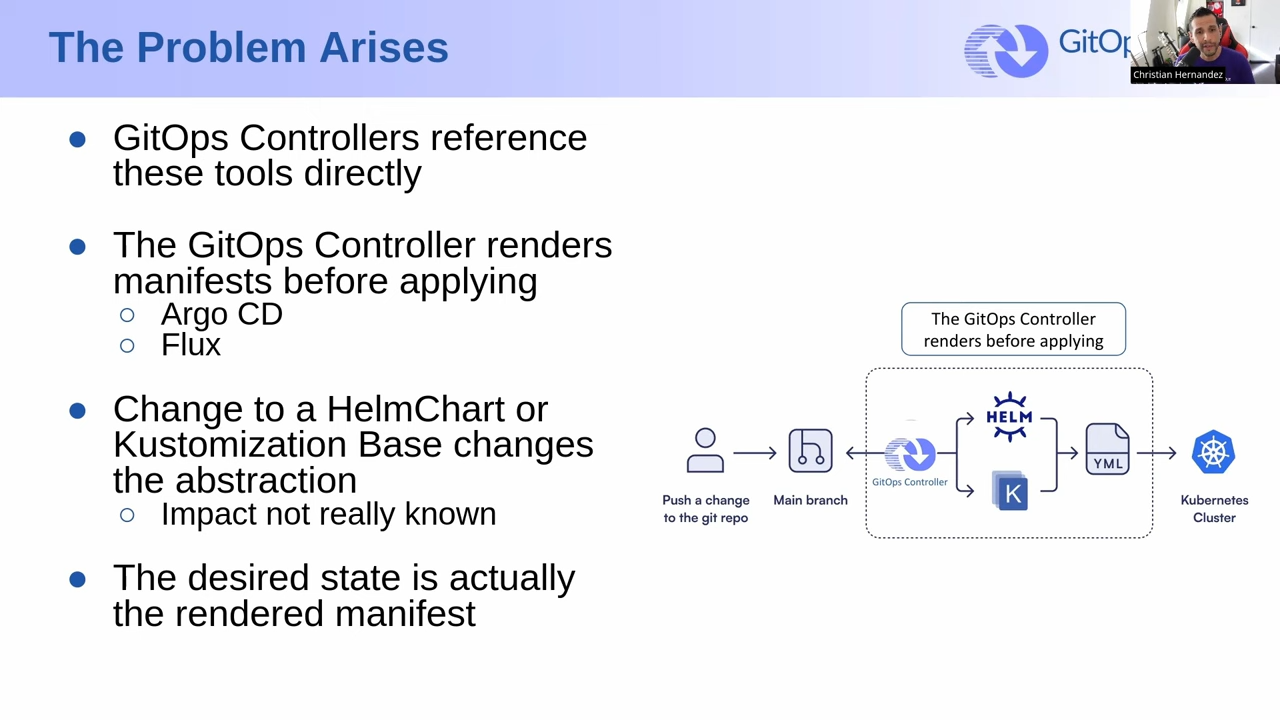 The Problem Arises
GitOp
Christian Hernandez
● GitOps Controllers reference
these tools directly
● The GitOps Controller renders
manifests before applying
○ Argo CD
○ Flux
● Change to a HelmChart or
Kustomization Base changes
the abstraction
○ Impact not really known
● The desired state is actually
the rendered manifest
The GitOps Controller
renders before applying
HELM
K
YML
GitOps Controller
Push a change
to the git repo
Main branch
Kubernetes
Cluster